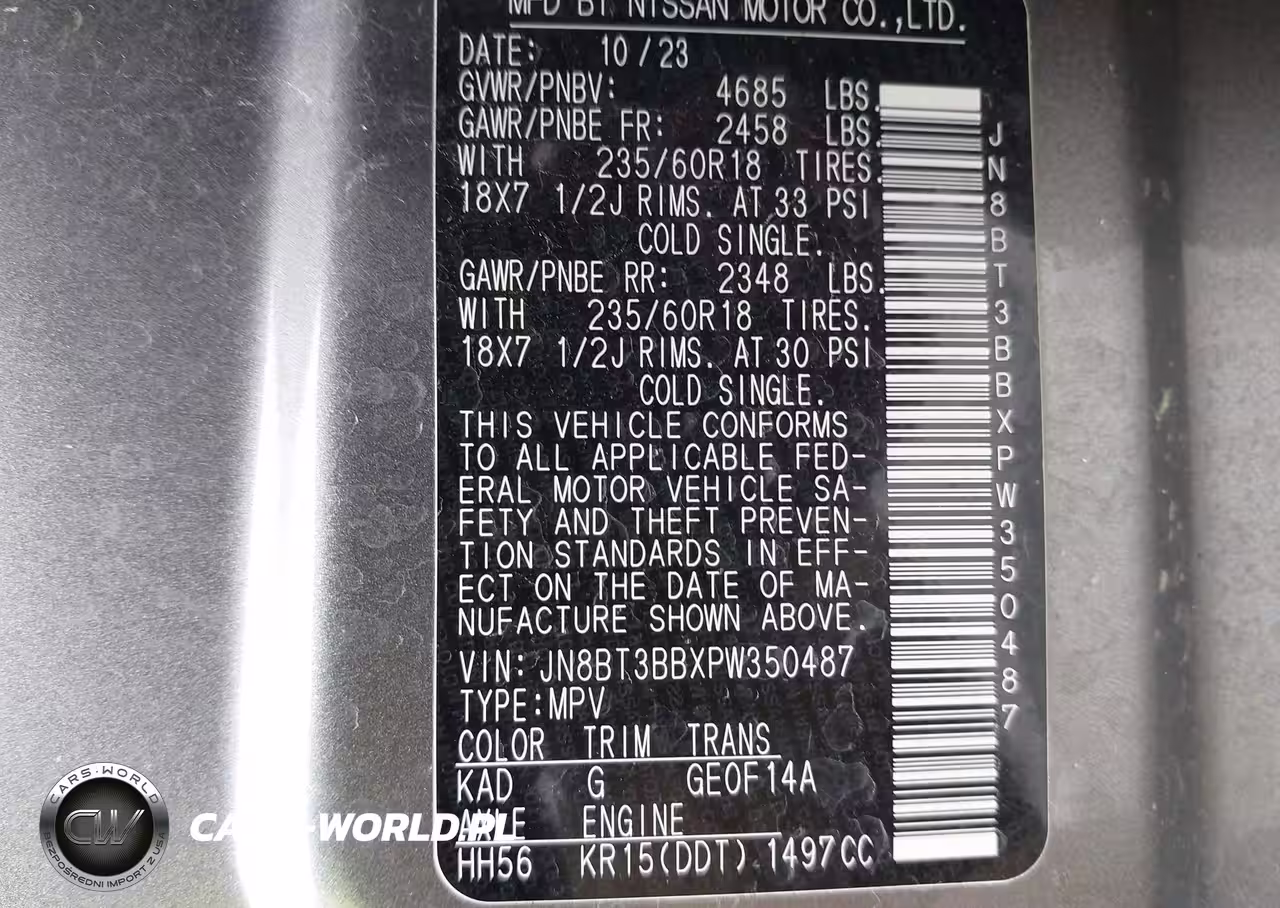 MFD BY NISSAN MOTOR CO.,LTD.
DATE: 10/23
GVWR/PNBV: 4685 LBS.
GAWR/PNBE FR: 2458 LBS.
WITH 235/60R18 TIRES.
18X7 1/2J RIMS. AT 33 PSI
COLD SINGLE.
GAWR/PNBE RR: 2348 LBS.
WITH 235/60R18 TIRES.
18X7 1/2J RIMS. AT 30 PSI
COLD SINGLE.
THIS VEHICLE CONFORMS
TO ALL APPLICABLE FED-
ERAL MOTOR VEHICLE SA-
FETY AND THEFT PREVEN-
TION STANDARDS IN EFF-
ECT ON THE DATE OF MA-
NUFACTURE SHOWN ABOVE.
VIN: JN8BT3BBXPW350487
TYPE: MPV
COLOR TRIM TRANS
KAD G GE0F14A
AXLE ENGINE
HH56 KR15(DDT) 1497CC
JN8BT3BBXPW350487
CARS-WORLD
CW
BEZPOŚREDNI IMPORT Z USA
CARS-WORLD.PL